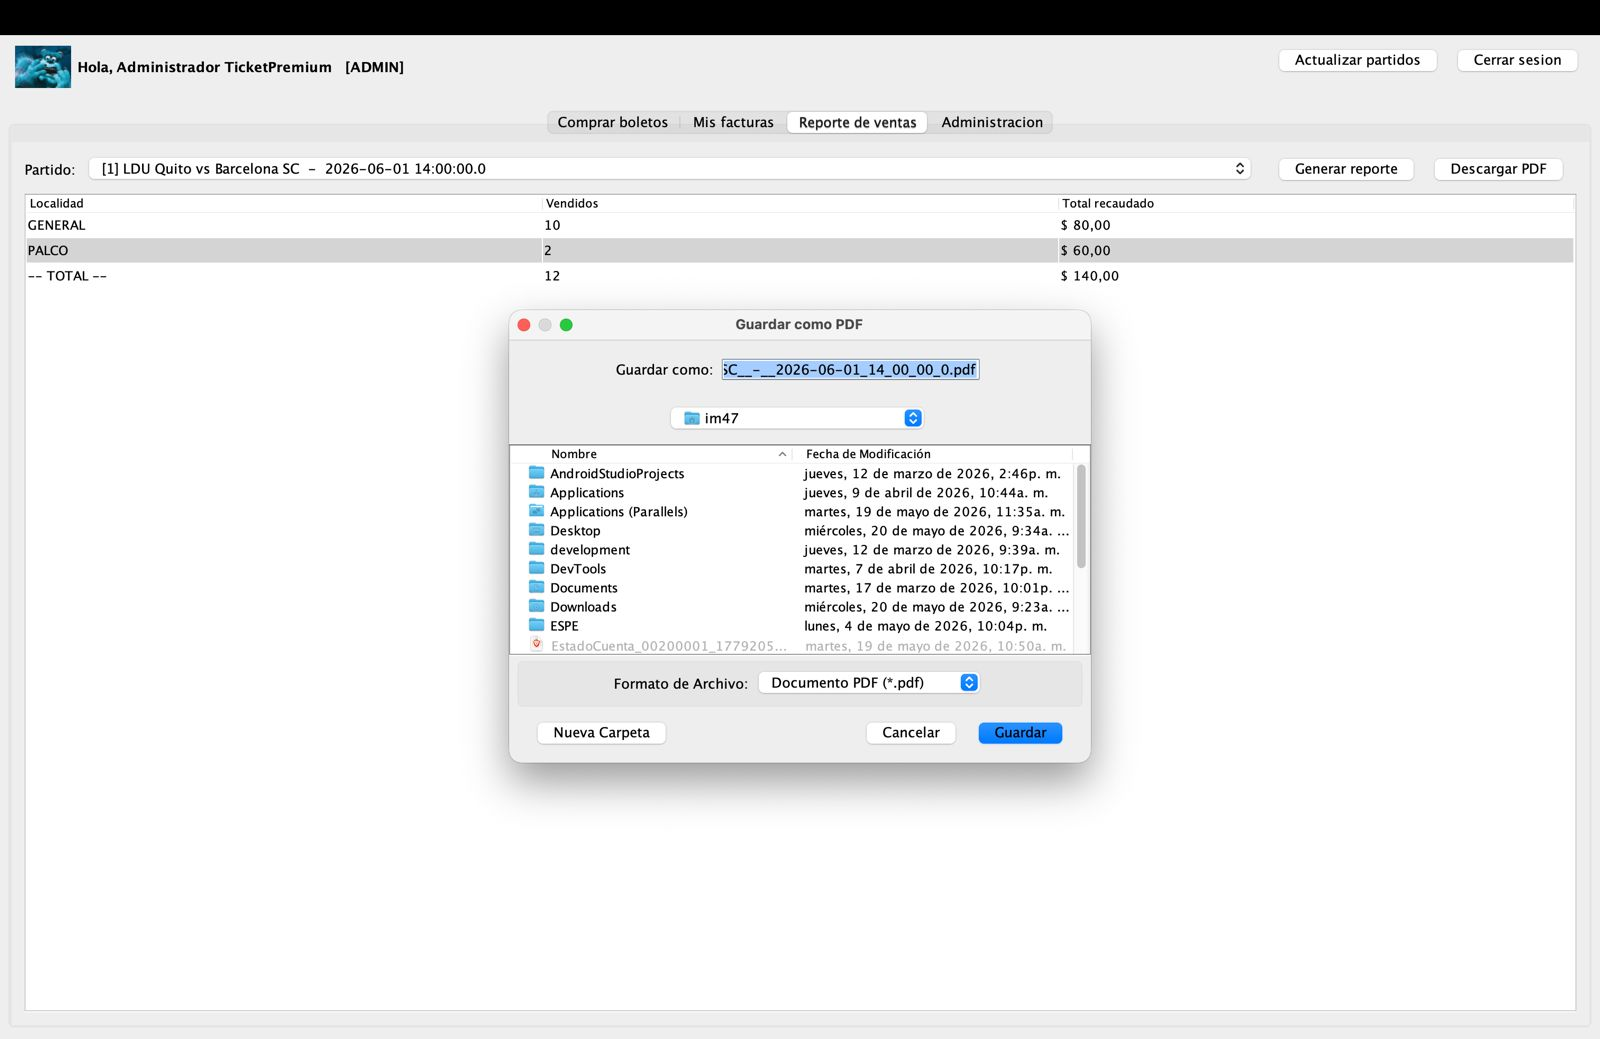 Hola, Administrador TicketPremium [ADMIN]
Actualizar partidos
Cerrar sesion
Comprar boletos
Mis facturas
Reporte de ventas
Administracion
Partido: [1] LDU Quito vs Barcelona SC - 2026-06-01 14:00:00.0
Generar reporte
Descargar PDF
Localidad Vendidos Total recaudado
GENERAL 10 $ 80,00
PALCO 2 $ 60,00
-- TOTAL -- 12 $ 140,00
Guardar como PDF
Guardar como: SC__-__2026-06-01_14_00_00_0.pdf
im47
Nombre Fecha de Modificación
AndroidStudioProjects jueves, 12 de marzo de 2026, 2:46p. m.
Applications jueves, 9 de abril de 2026, 10:44a. m.
Applications (Parallels) martes, 19 de mayo de 2026, 11:35a. m.
Desktop miércoles, 20 de mayo de 2026, 9:34a. ...
development jueves, 12 de marzo de 2026, 9:39a. m.
DevTools martes, 7 de abril de 2026, 10:17p. m.
Documents martes, 17 de marzo de 2026, 10:01p. ...
Downloads miércoles, 20 de mayo de 2026, 9:23a. ...
ESPE lunes, 4 de mayo de 2026, 10:04p. m.
EstadoCuenta_00200001_1779205... martes, 19 de mayo de 2026, 10:50a. m.
Formato de Archivo: Documento PDF (*.pdf)
Nueva Carpeta
Cancelar
Guardar